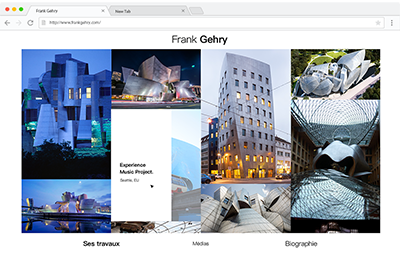 Frank Gehry
New Tab
http://www.frankgehry.com/
Frank Gehry
Experience
Music Project.
Seattle, EU
Ses travaux
Médias
Biographie